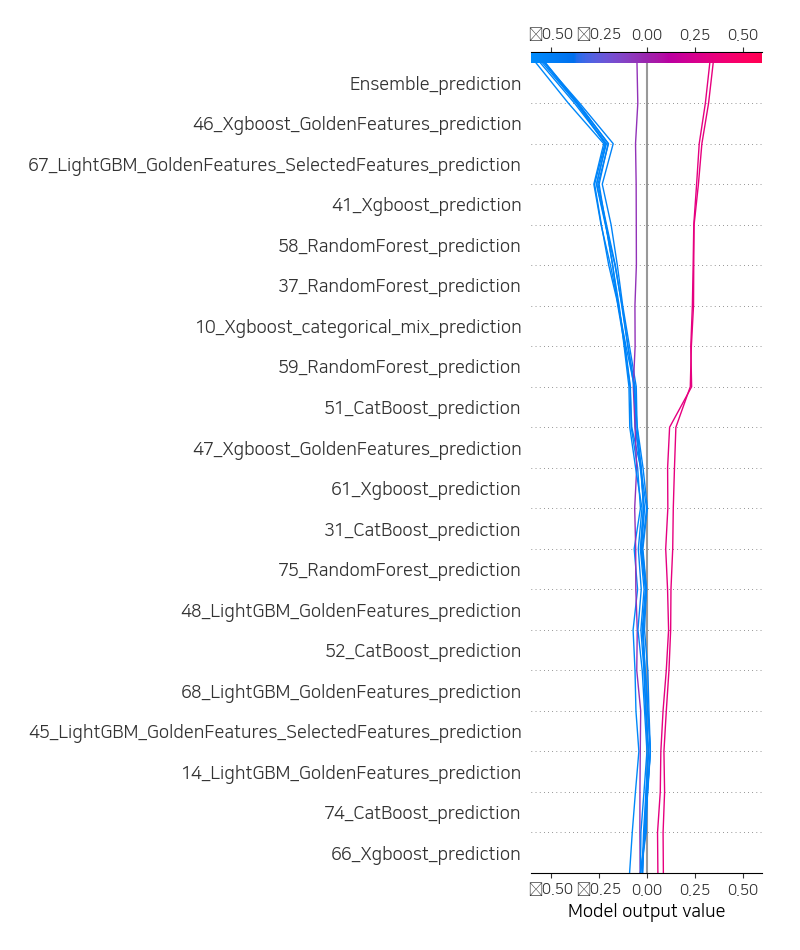 0.50 0.25 0.00 0.25 0.50
Ensemble_prediction
46_Xgboost_GoldenFeatures_prediction
67_LightGBM_GoldenFeatures_SelectedFeatures_prediction
41_Xgboost_prediction
58_RandomForest_prediction
37_RandomForest_prediction
10_Xgboost_categorical_mix_prediction
59_RandomForest_prediction
51_CatBoost_prediction
47_Xgboost_GoldenFeatures_prediction
61_Xgboost_prediction
31_CatBoost_prediction
75_RandomForest_prediction
48_LightGBM_GoldenFeatures_prediction
52_CatBoost_prediction
68_LightGBM_GoldenFeatures_prediction
45_LightGBM_GoldenFeatures_SelectedFeatures_prediction
14_LightGBM_GoldenFeatures_prediction
74_CatBoost_prediction
66_Xgboost_prediction
0.50 0.25 0.00 0.25 0.50
Model output value